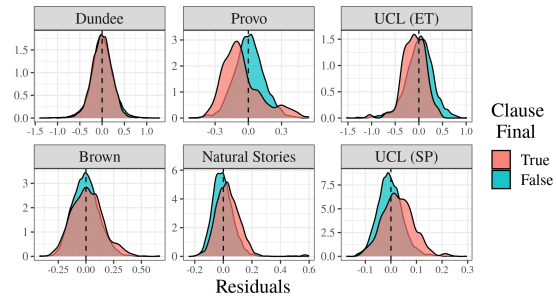 Dundee
Provo
UCL (ET)
1.5
1.0
0.5
0.0
-1.5 -1.0 -0.5 0.0 0.5 1.0
3
2
1
0
-0.3 0.0 0.3
1.5
1.0
0.5
0.0
-1.5 -1.0 -0.5 0.0 0.5 1.0
Brown
Natural Stories
UCL (SP)
3
2
1
0
-0.25 0.00 0.25 0.50
6
4
2
0
-0.2 0.0 0.2 0.4 0.6
7.5
5.0
2.5
0.0
-0.1 0.0 0.1 0.2 0.3
Residuals
Clause
Final
True
False